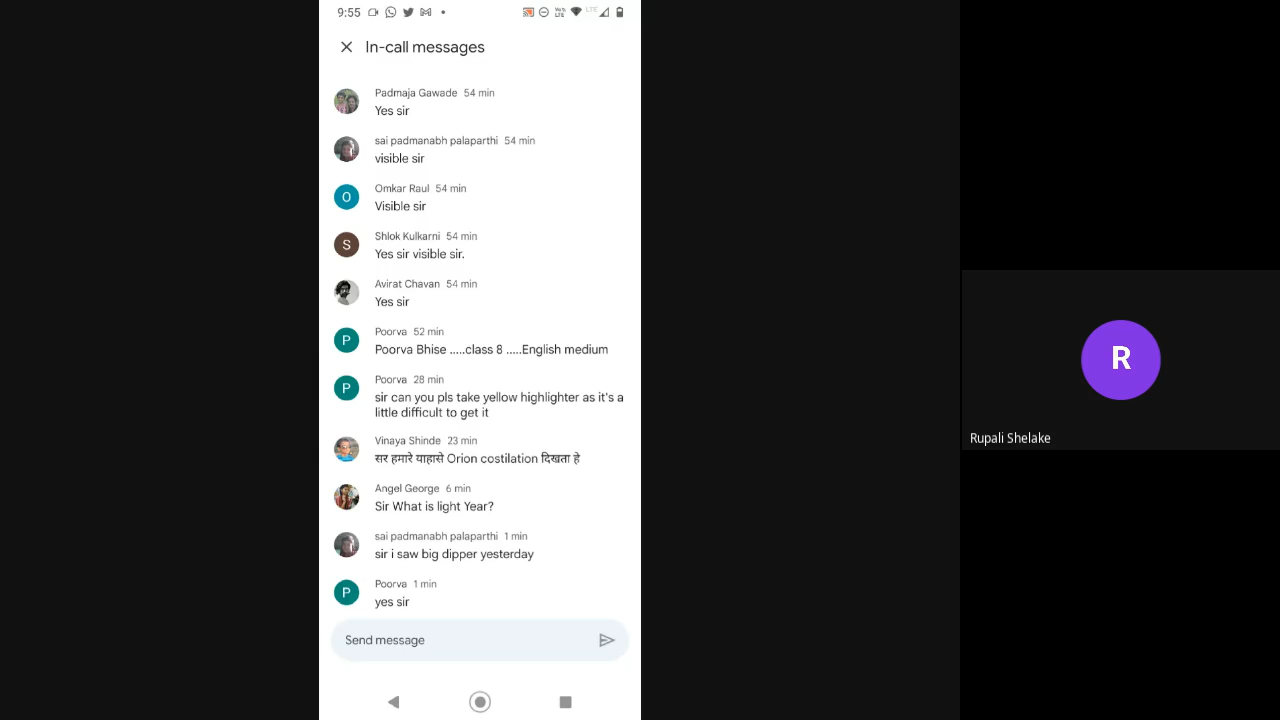 9:55
In-call messages
Padmaja Gawade 54 min
Yes sir
sai padmanabh palaparthi 54 min
visible sir
O Omkar Raul 54 min
Visible sir
S Shlok Kulkarni 54 min
Yes sir visible sir.
Avirat Chavan 54 min
Yes sir
P Poorva 52 min
Poorva Bhise .....class 8 .....English medium
P Poorva 28 min
sir can you pls take yellow highlighter as it's a
little difficult to get it
Vinaya Shinde 23 min
सर हमारे याहासे Orion costilation दिखता हे
Angel George 6 min
Sir What is light Year?
sai padmanabh palaparthi 1 min
sir i saw big dipper yesterday
P Poorva 1 min
yes sir
Send message
R
Rupali Shelake